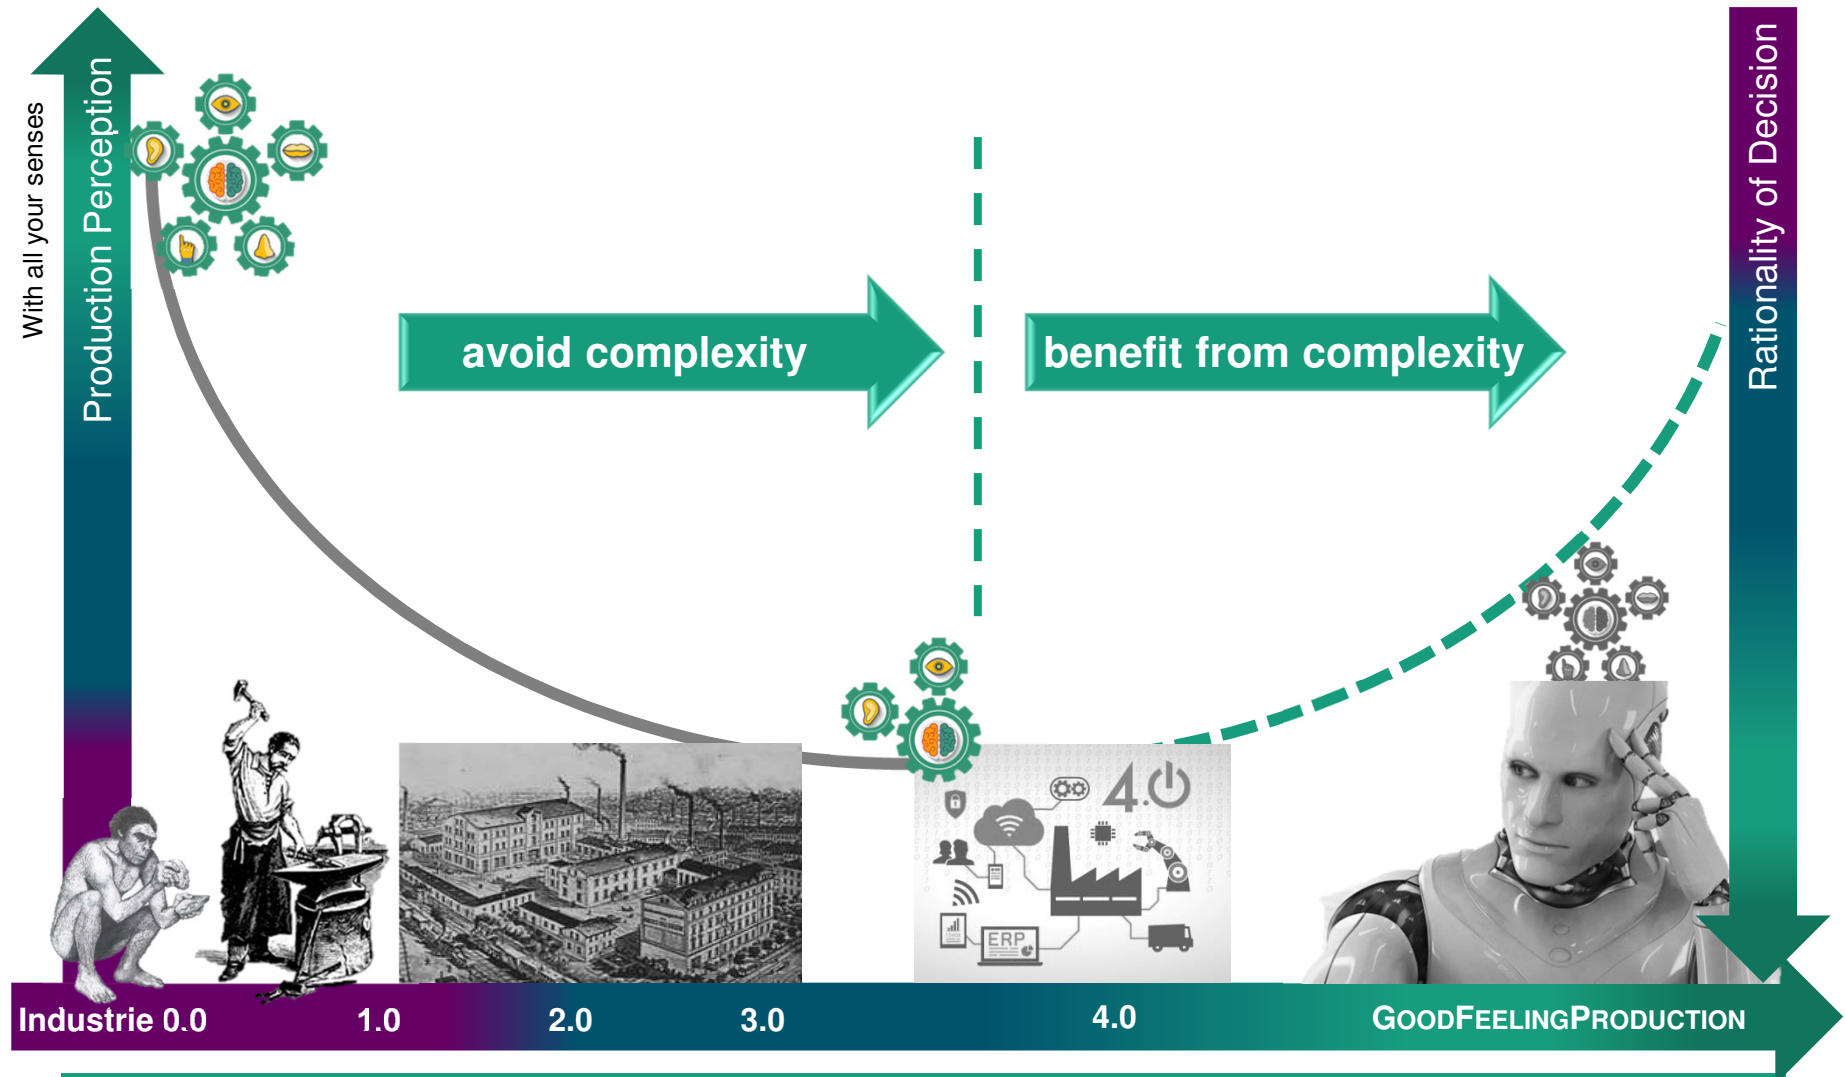 With all your senses
Production Perception
Rationality of Decision
avoid complexity
benefit from complexity
4.0
ERP
Industrie 0.0
1.0
2.0
3.0
4.0
GOODFEELINGPRODUCTION